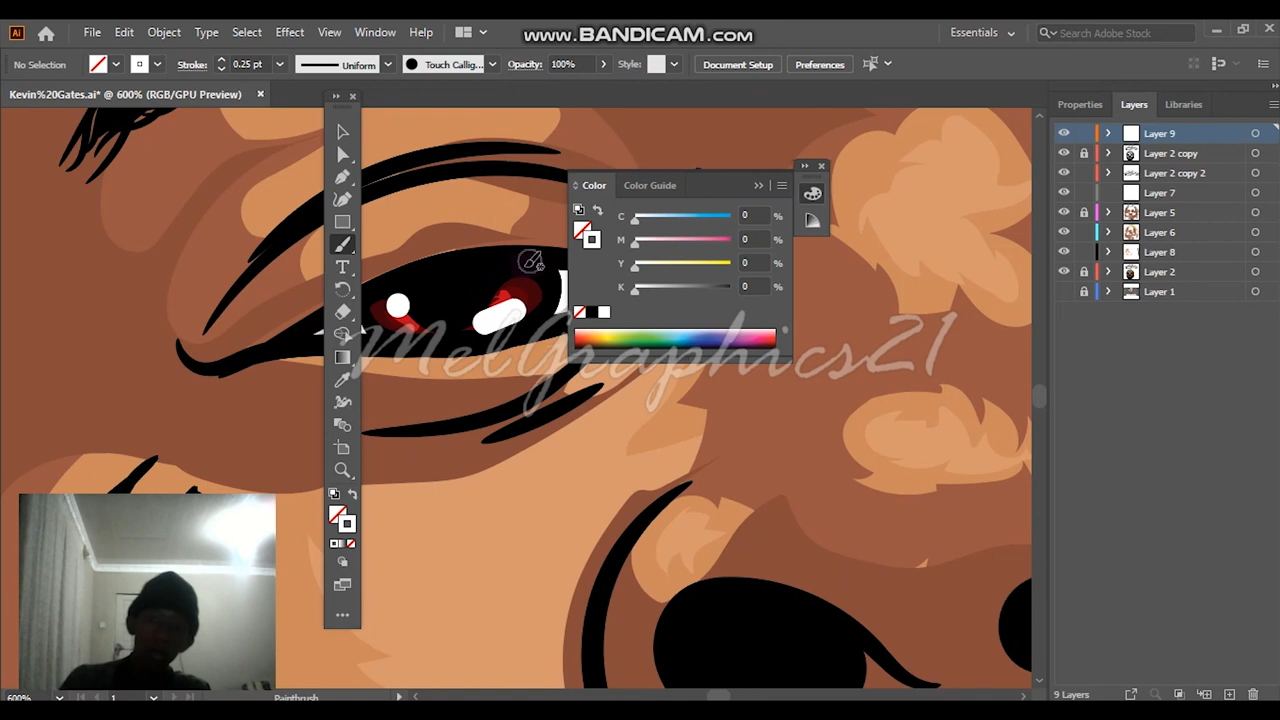 www.BANDICAM.com
Ai File Edit Object Type Select Effect View Window Help Essentials Search Adobe Stock
No Selection Stroke: 0.25 pt Uniform Touch Callig... Opacity: 100% Style: Document Setup Preferences
Kevin%20Gates.ai* @ 600% (RGB/GPU Preview)
Properties Layers Libraries
Layer 9
Layer 2 copy
Layer 2 copy 2
Layer 7
Layer 5
Layer 6
Layer 8
Layer 2
Layer 1
Color Color Guide
C 0 %
M 0 %
Y 0 %
K 0 %
MelGraphics21
600% 1 Paintbrush 9 Layers